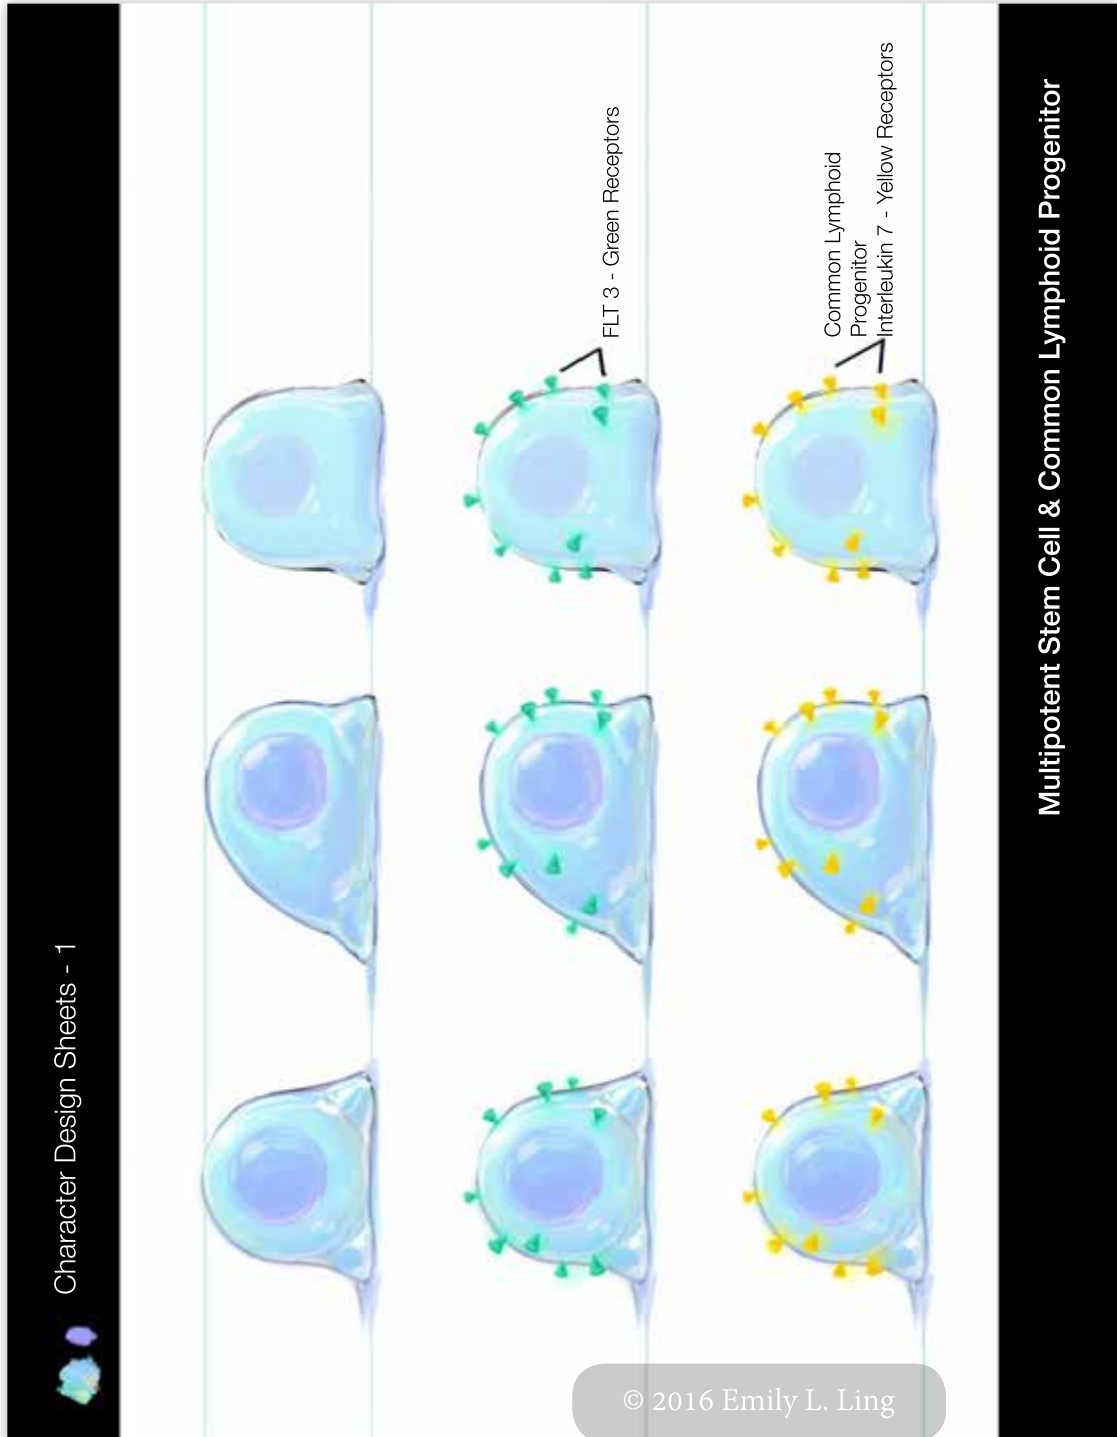 Character Design Sheets - 1
FLT 3 - Green Receptors
Common Lymphoid
Progenitor
Interleukin 7 - Yellow Receptors
Multipotent Stem Cell & Common Lymphoid Progenitor
© 2016 Emily L. Ling